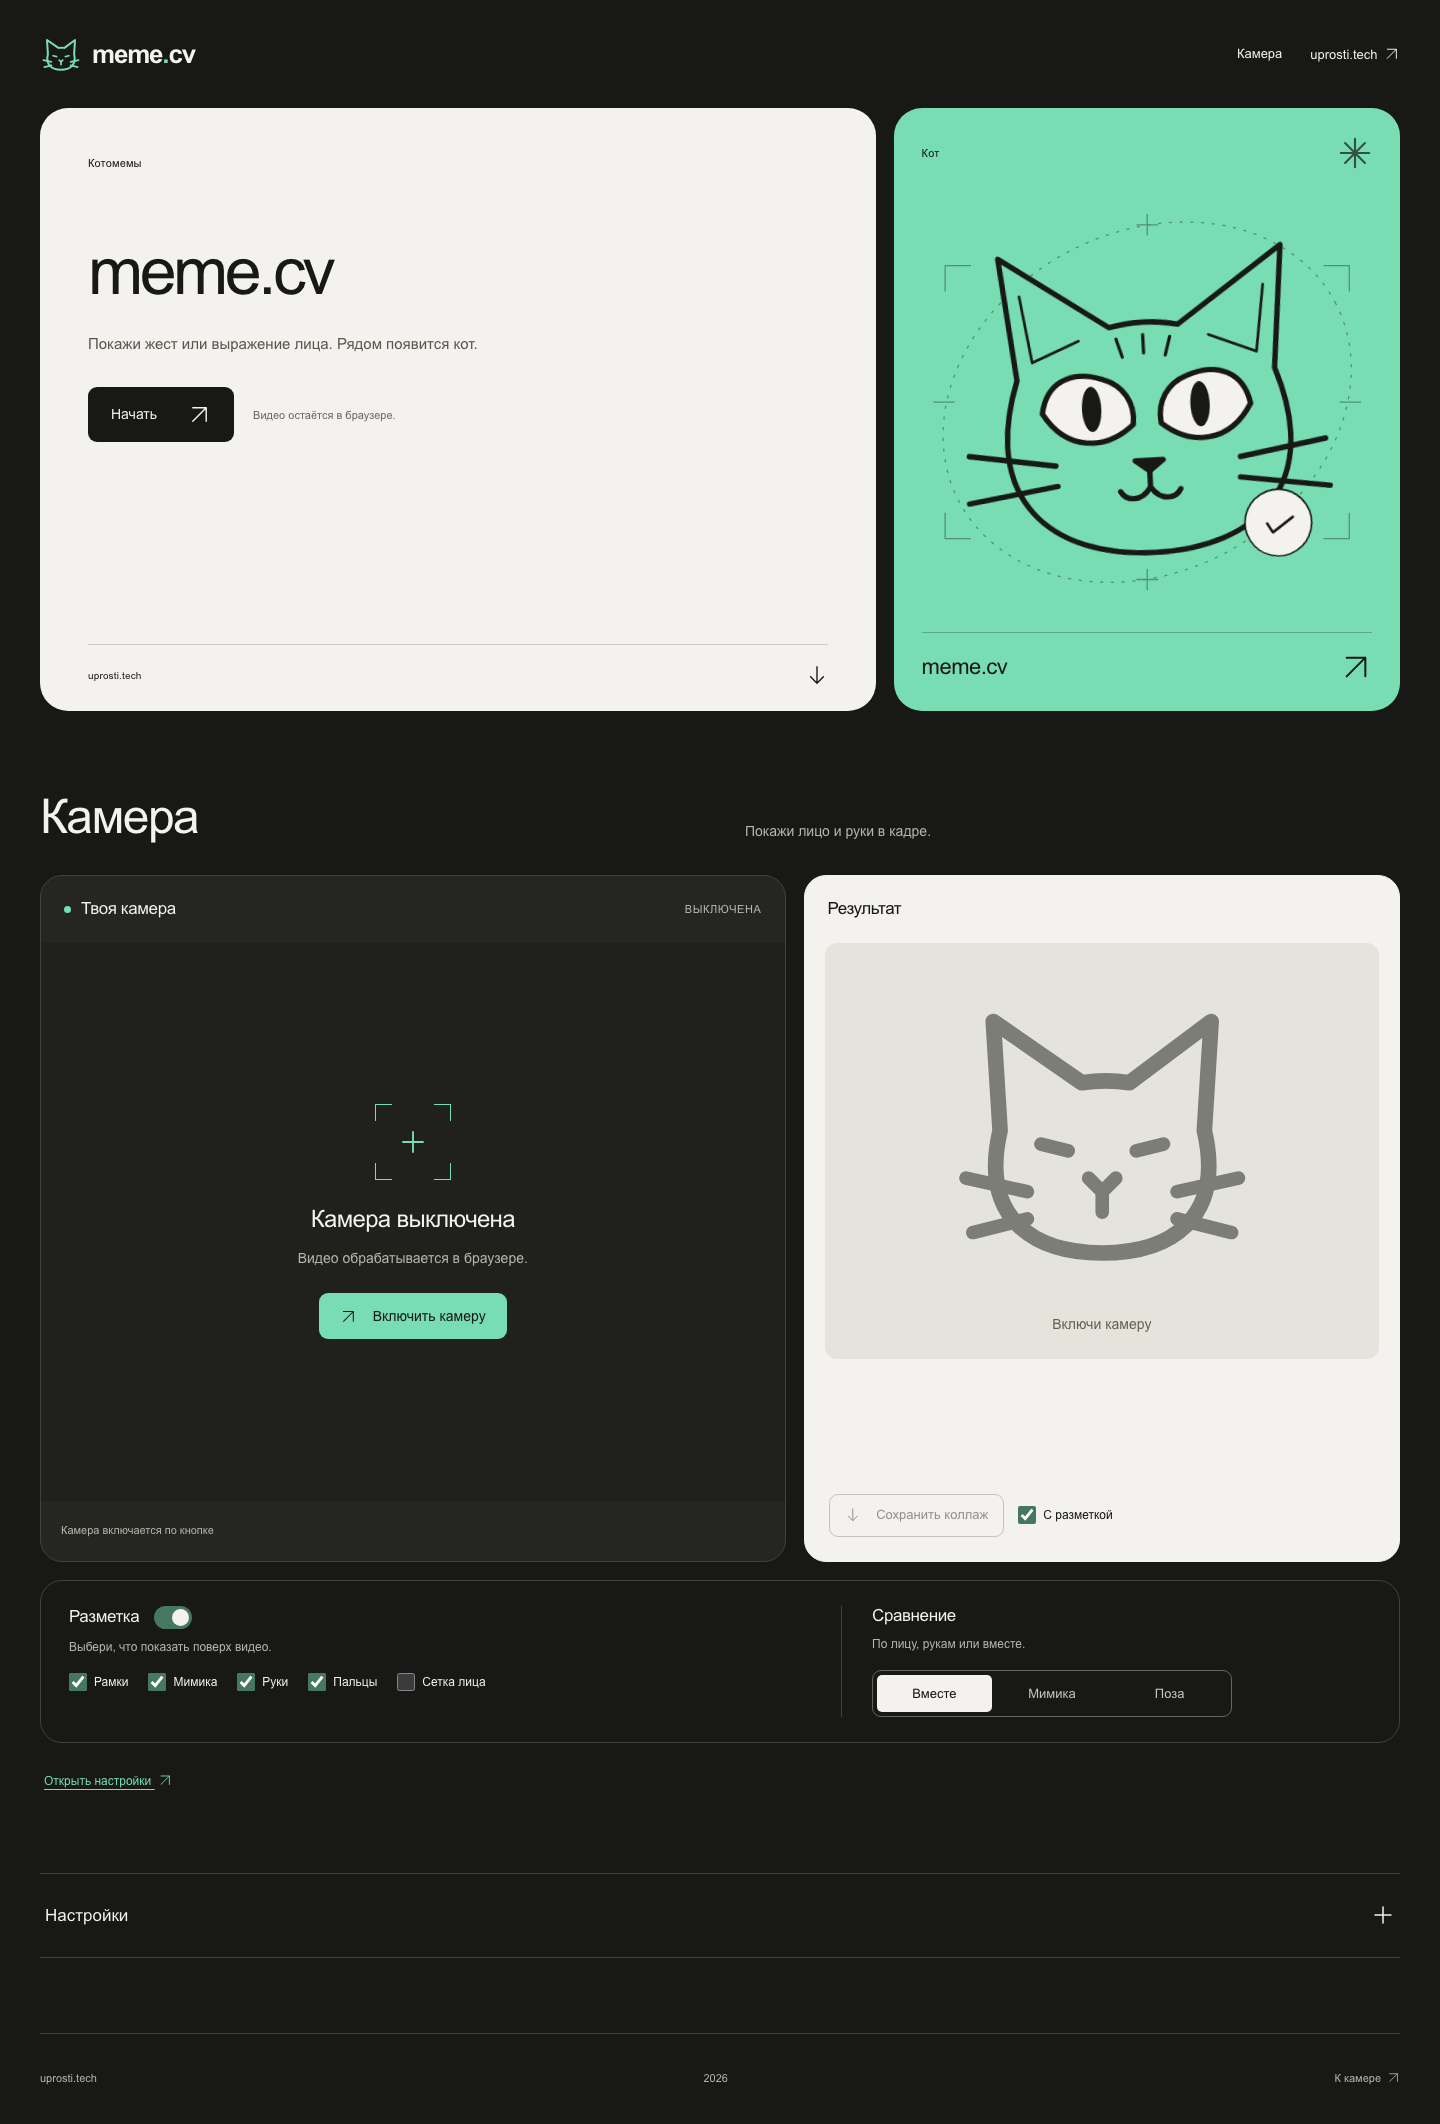 meme.cv
Камера
uprosti.tech
Котомемы
meme.cv
Покажи жест или выражение лица. Рядом появится кот.
Начать
Видео остаётся в браузере.
uprosti.tech
Кот
meme.cv
Камера
Покажи лицо и руки в кадре.
Твоя камера
ВЫКЛЮЧЕНА
Камера выключена
Видео обрабатывается в браузере.
Включить камеру
Камера включается по кнопке
Результат
Включи камеру
Сохранить коллаж
С разметкой
Разметка
Выбери, что показать поверх видео.
Рамки
Мимика
Руки
Пальцы
Сетка лица
Сравнение
По лицу, рукам или вместе.
Вместе
Мимика
Поза
Открыть настройки
Настройки
uprosti.tech
2026
К камере